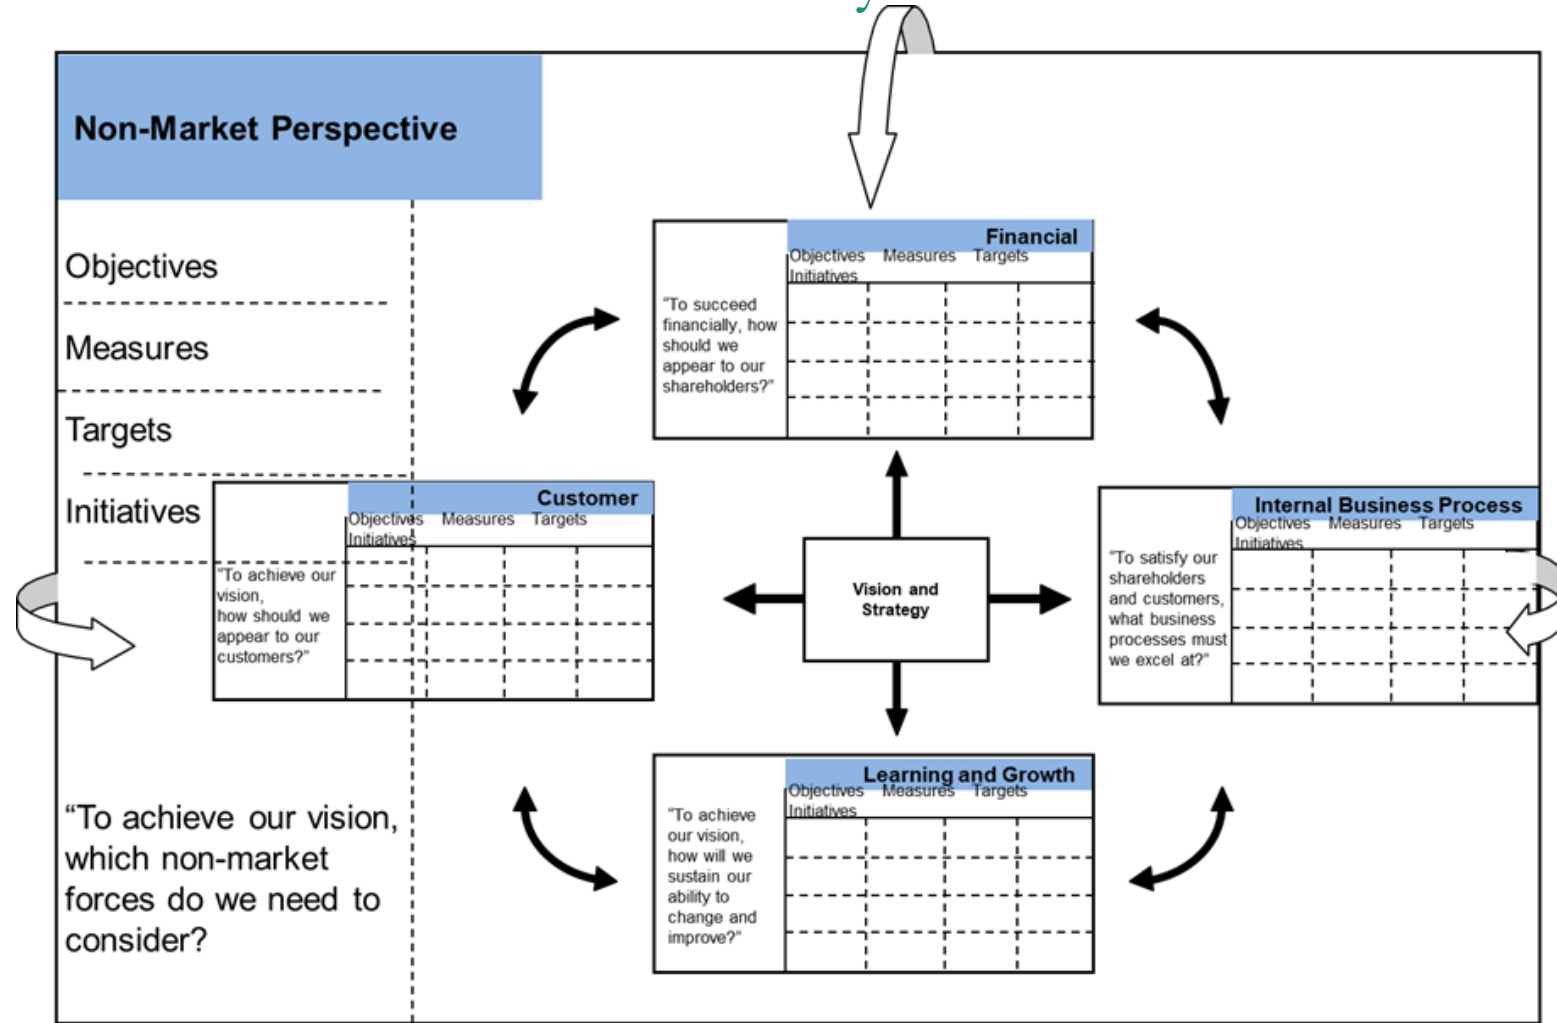 Non-Market Perspective
Objectives
Measures
Targets
Initiatives
“To achieve our vision,
which non-market
forces do we need to
consider?
Financial
Objectives Measures Targets
Initiatives
“To succeed
financially, how
should we
appear to our
shareholders?”
Customer
Objectives Measures Targets
Initiatives
“To achieve our
vision,
how should we
appear to our
customers?”
Vision and
Strategy
Internal Business Process
Objectives Measures Targets
Initiatives
“To satisfy our
shareholders
and customers,
what business
processes must
we excel at?”
Learning and Growth
Objectives Measures Targets
Initiatives
“To achieve
our vision,
how will we
sustain our
ability to
change and
improve?”